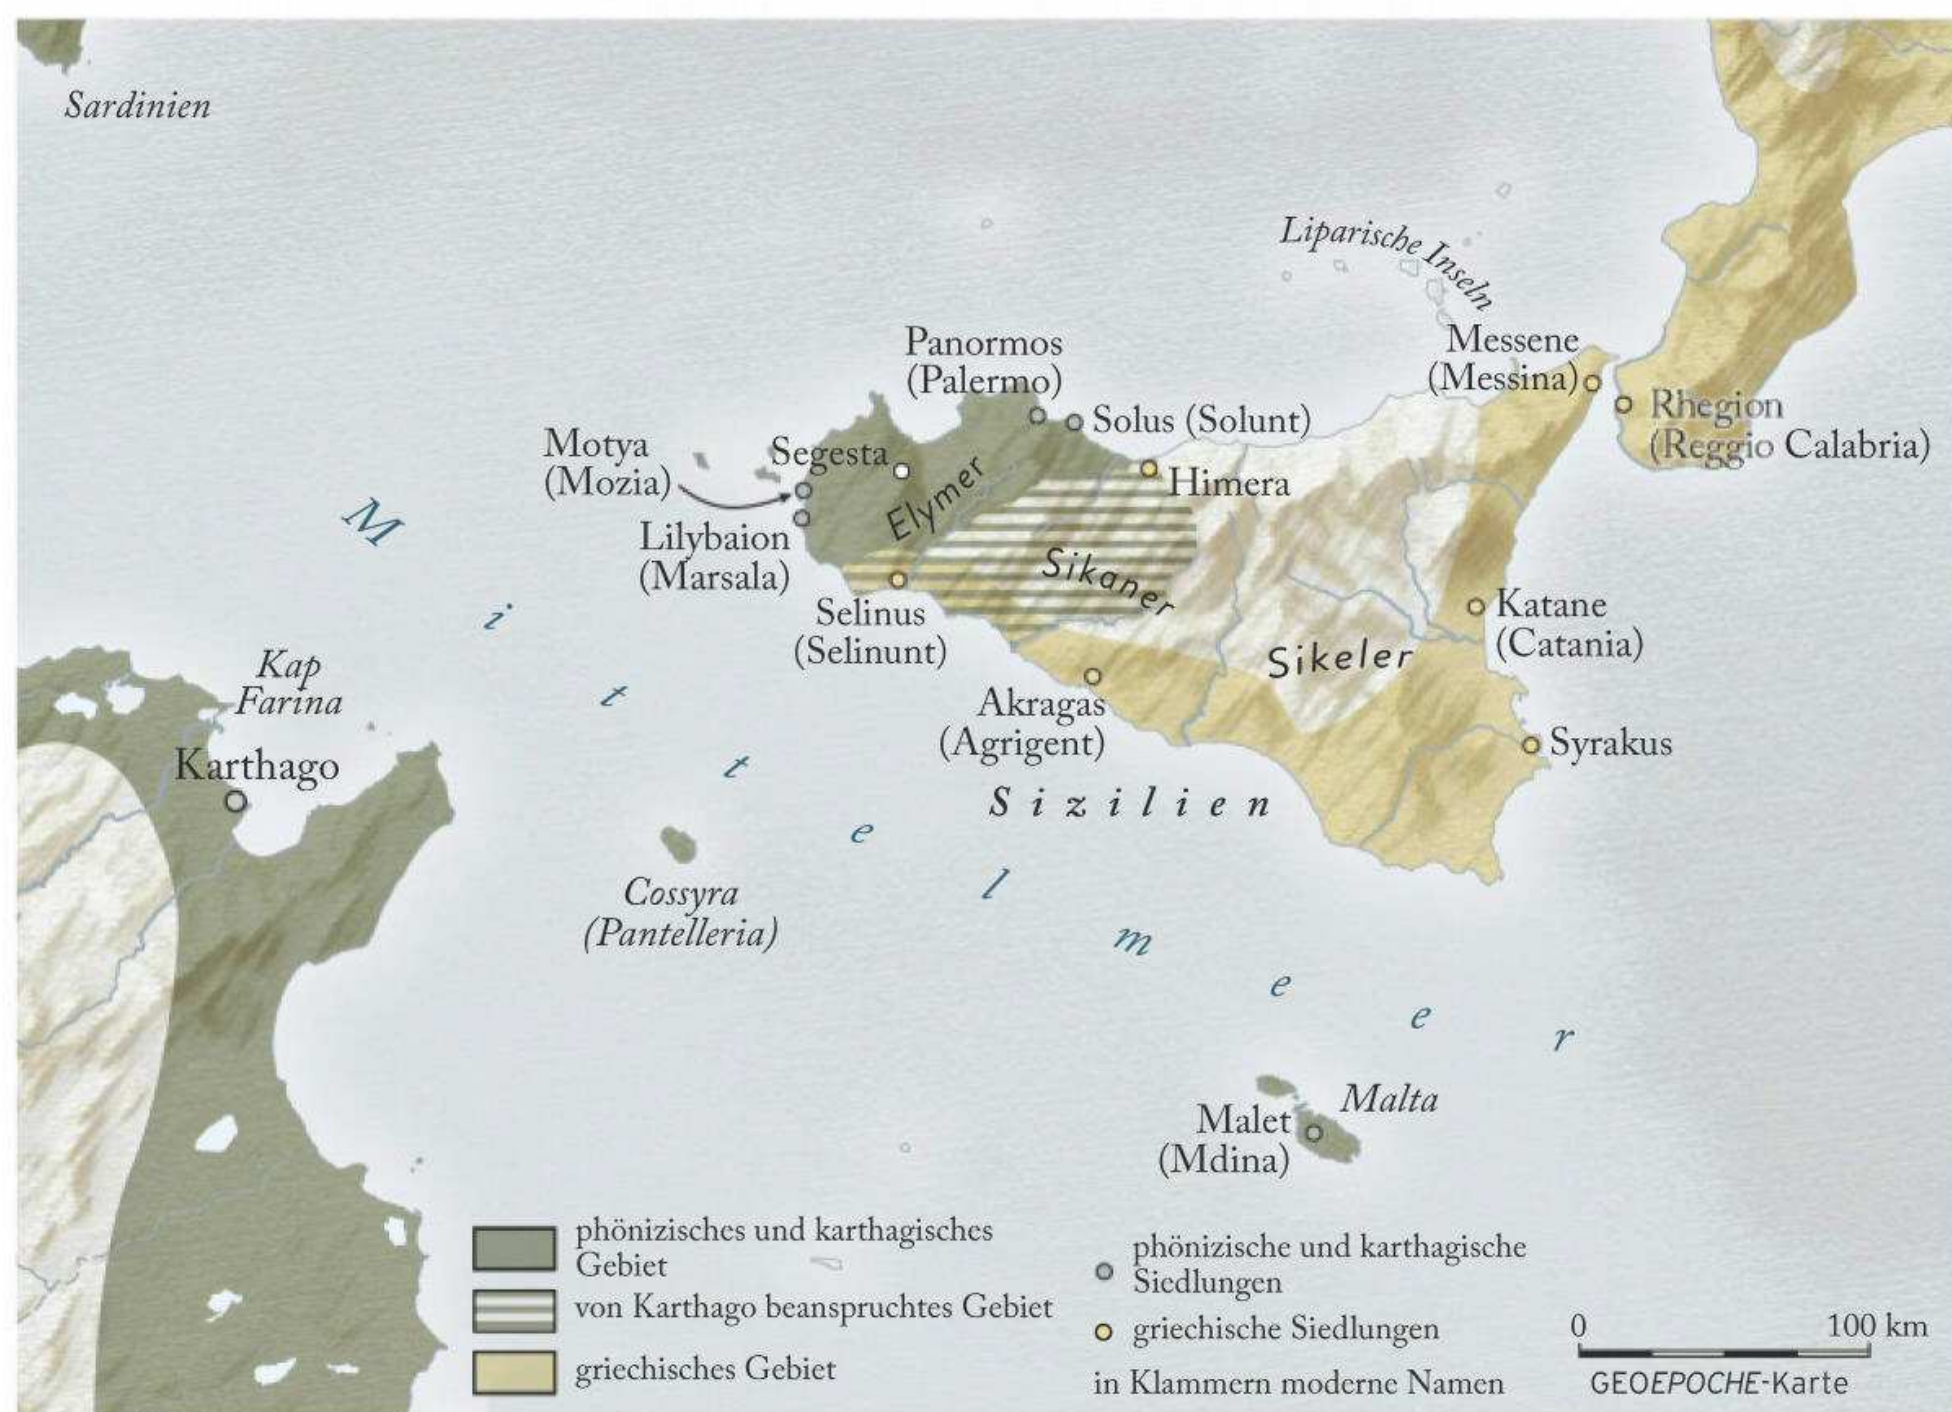 Sardinien
Liparische Inseln
Panormos
(Palermo)
Messene
(Messina)
Solus (Solunt)
Rhegion
(Reggio Calabria)
Motya
(Mozia)
Segesta
Himera
Elymer
Lilybaion
(Marsala)
Sikaner
Selinus
(Selinunt)
Katane
(Catania)
Sikeler
Kap
Farina
Akragas
(Agrigent)
Karthago
Syrakus
Sizilien
Mittelmeer
Cossyra
(Pantelleria)
Malta
Malet
(Mdina)
phönizisches und karthagisches
Gebiet
von Karthago beanspruchtes Gebiet
griechisches Gebiet
phönizische und karthagische
Siedlungen
griechische Siedlungen
in Klammern moderne Namen
0 100 km
GEOEPOCHE-Karte